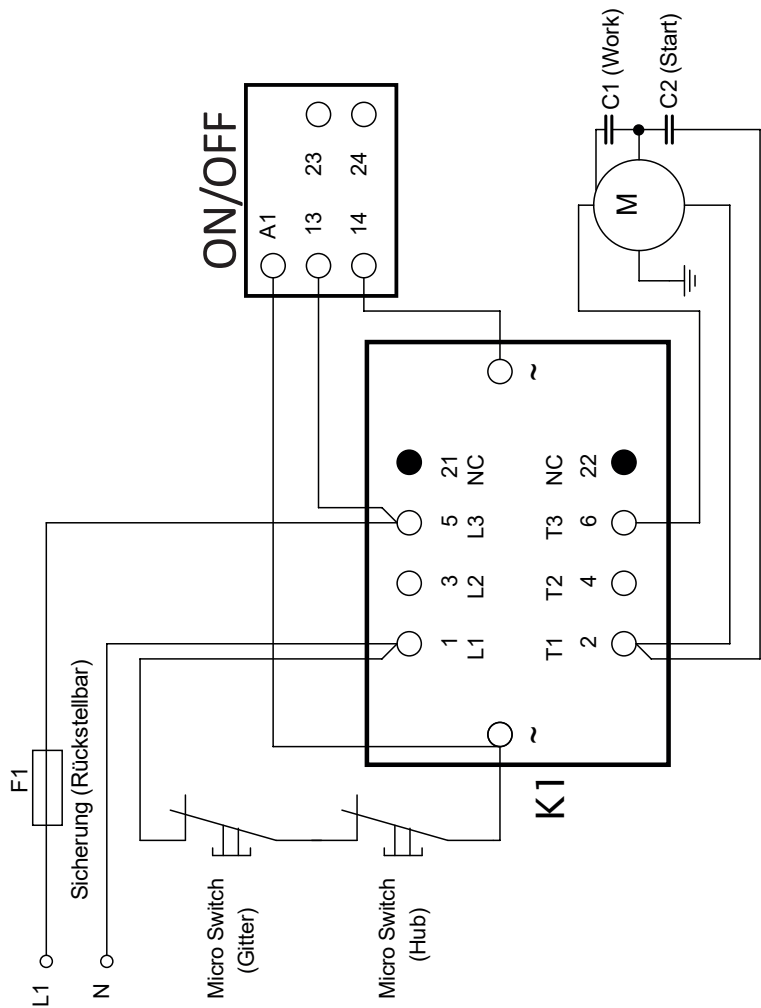 ON/OFF
A1
13
23
14
24
C1 (Work)
C2 (Start)
M
F1
Sicherung (Rückstellbar)
L1
N
Micro Switch
(Gitter)
Micro Switch
(Hub)
K1
1
3
5
21
L1
L2
L3
NC
T1
T2
T3
NC
2
4
6
22
~
~